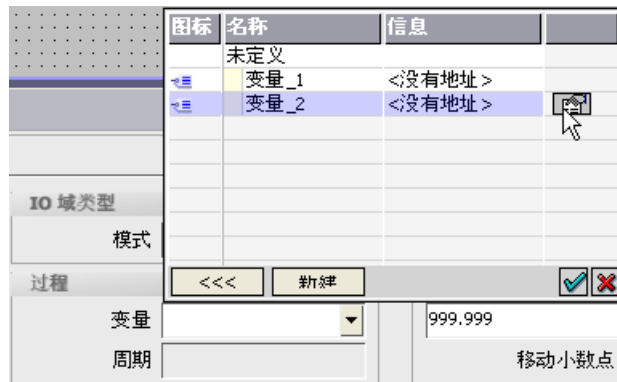 图标 名称 信息
未定义
变量_1 <没有地址>
变量_2 <没有地址>
IO 域类型
模式
过程
<<< 新建
变量 999.999
周期 移动小数点